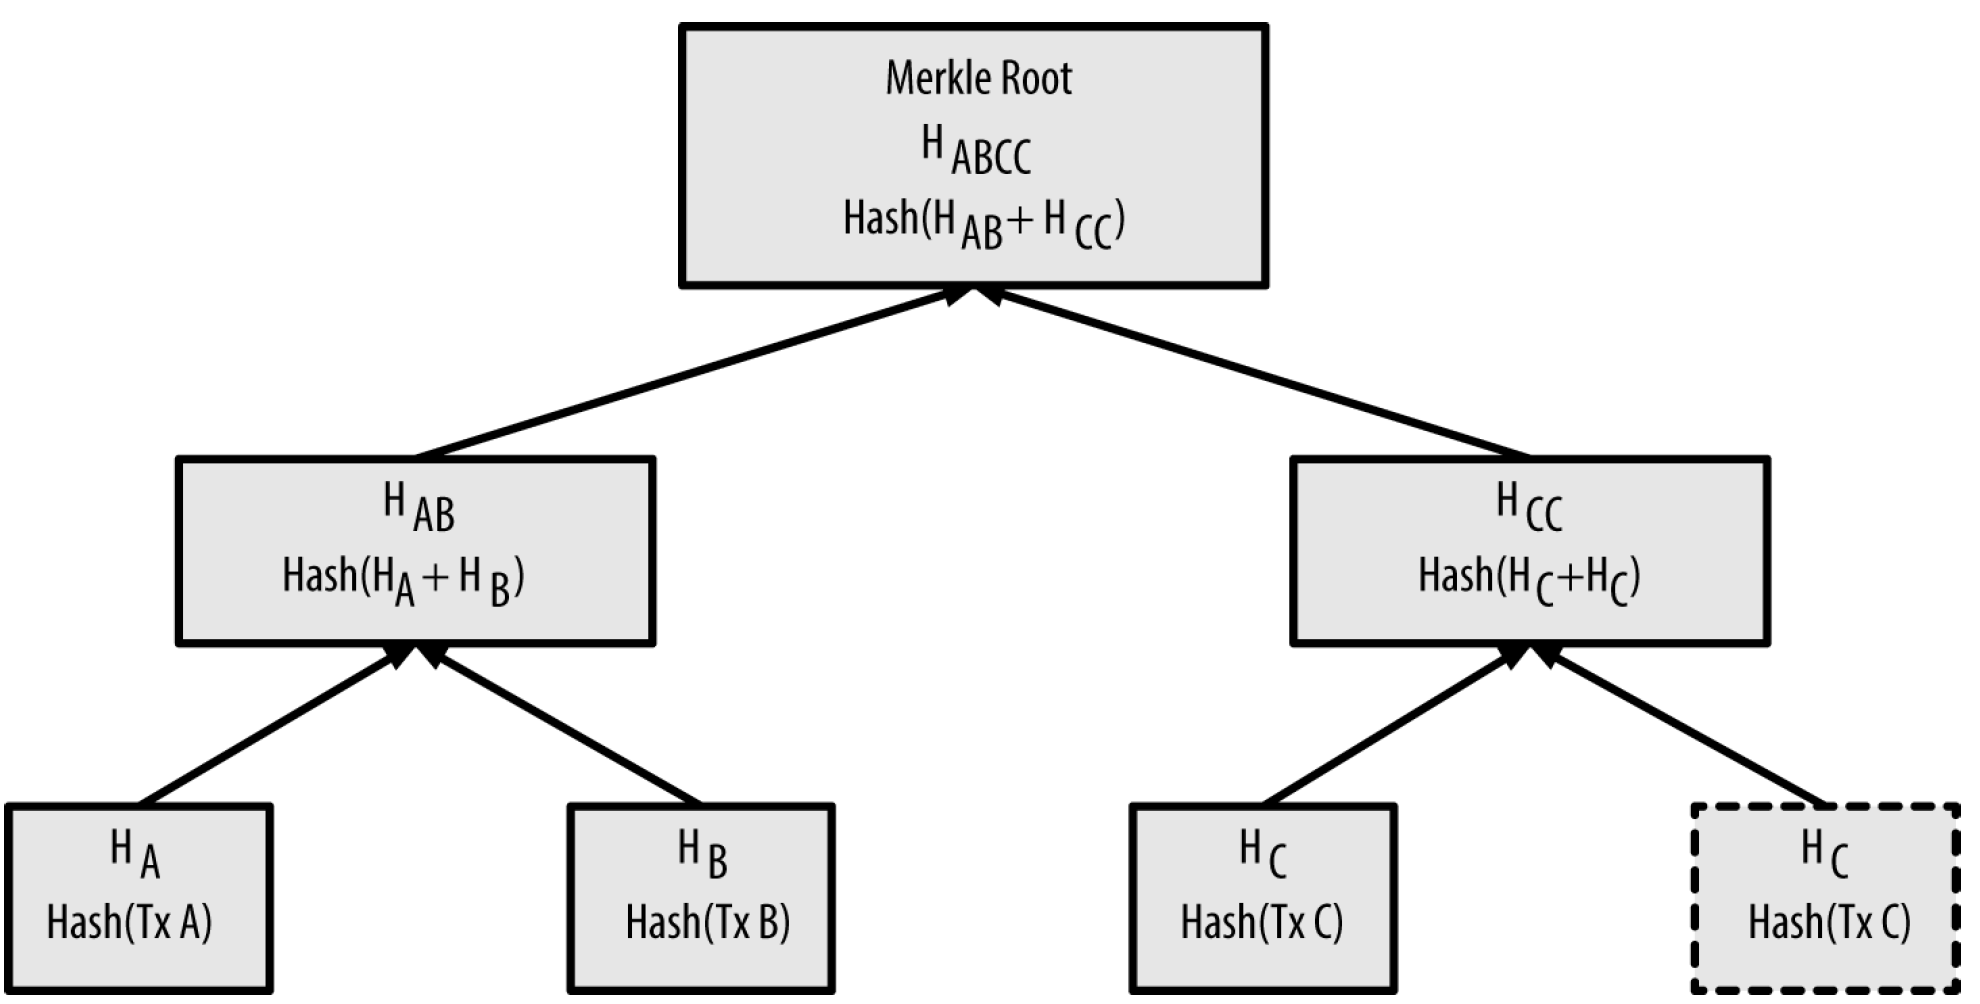 Merkle Root
H ABCC
Hash(H AB + H CC)
H AB
Hash(HA + H B)
H CC
Hash(H C+HC)
H A
Hash(Tx A)
H B
Hash(Tx B)
H C
Hash(Tx C)
H C
Hash(Tx C)